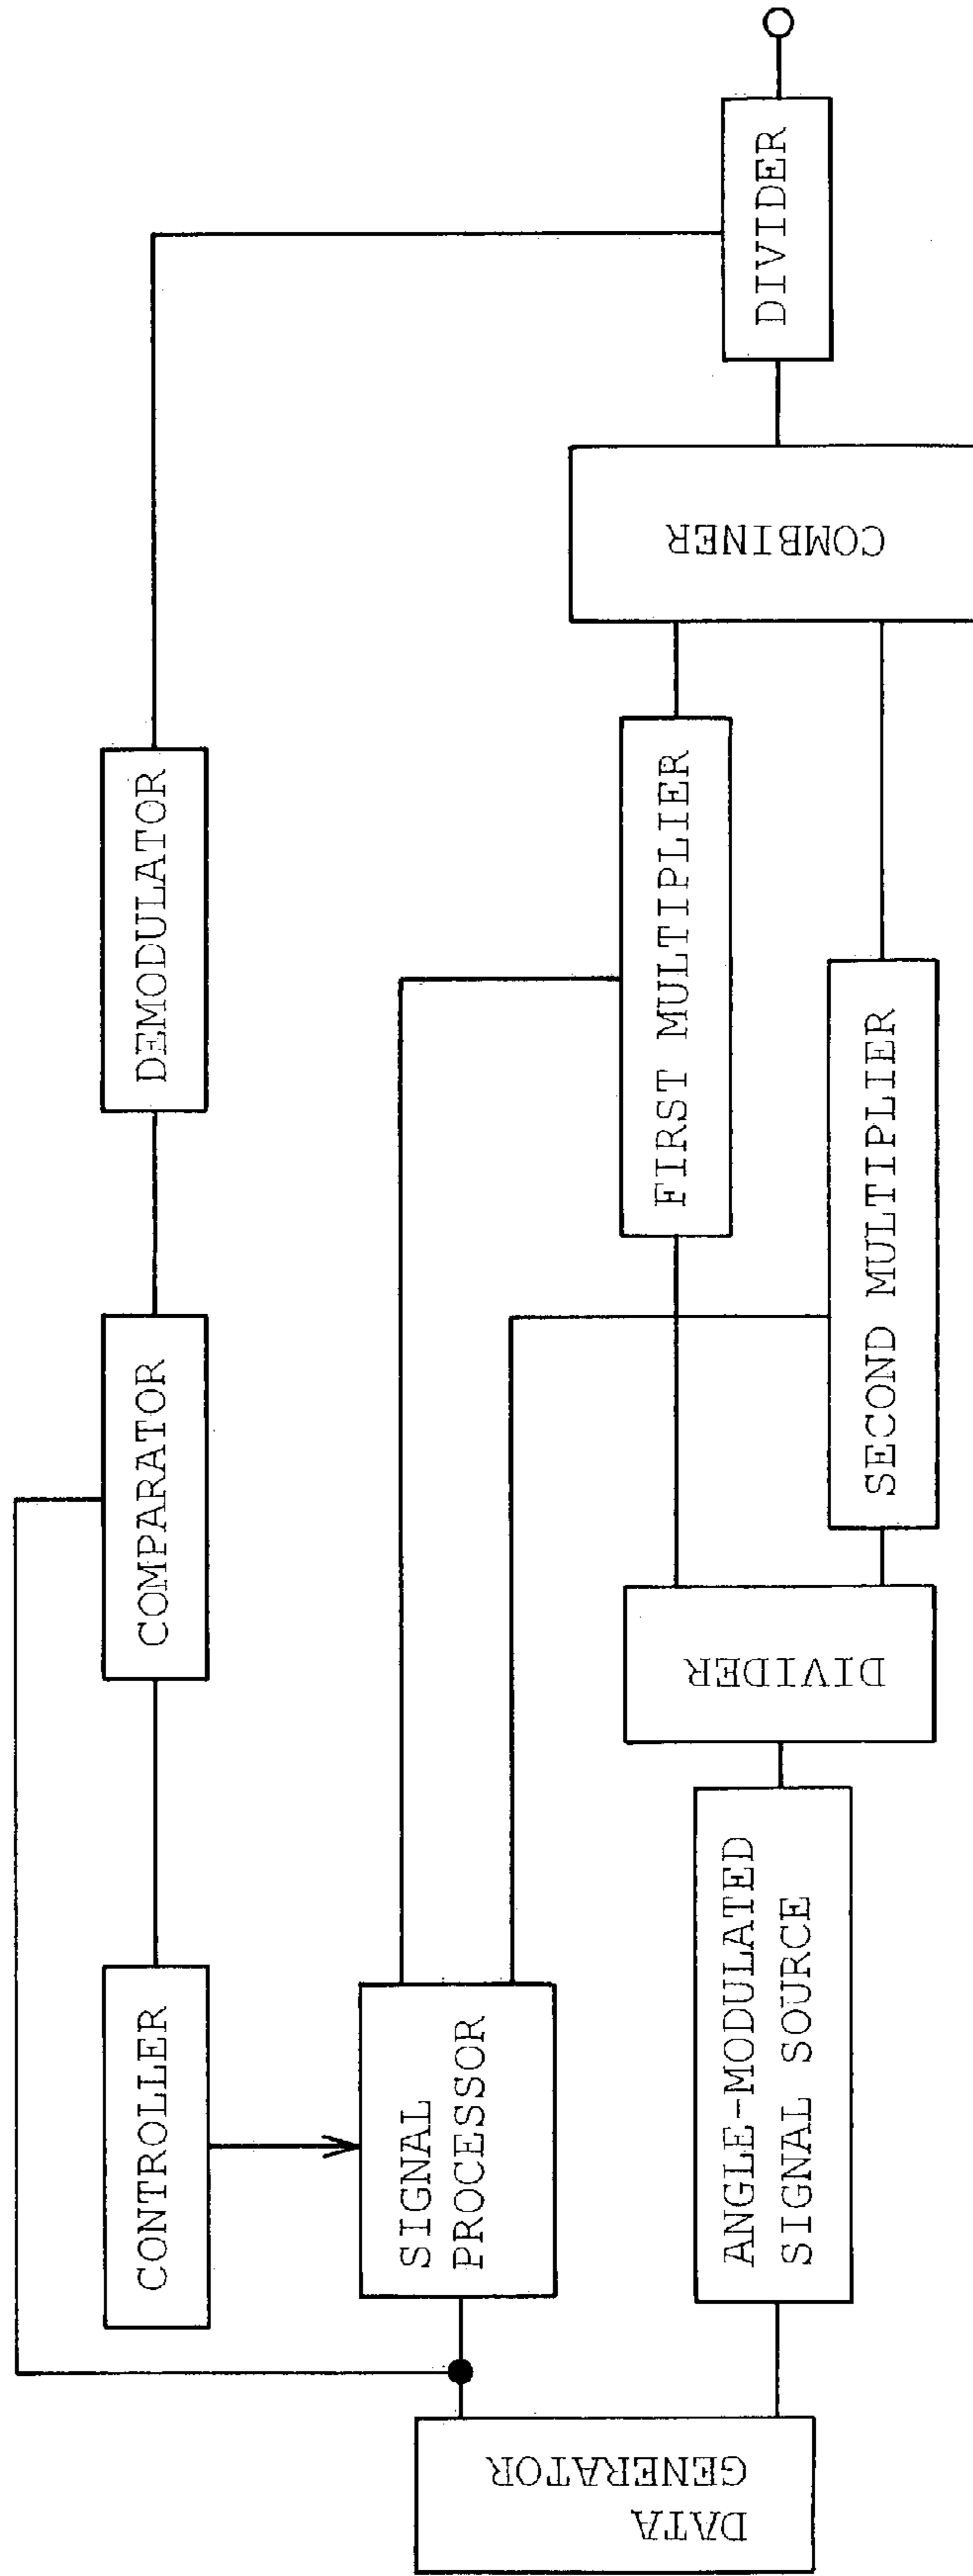 DATA
GENERATOR
CONTROLLER
SIGNAL
PROCESSOR
ANGLE-MODULATED
SIGNAL SOURCE
DIVIDER
COMPARATOR
DEMODULATOR
FIRST MULTIPLIER
SECOND MULTIPLIER
COMBINER
DIVIDER